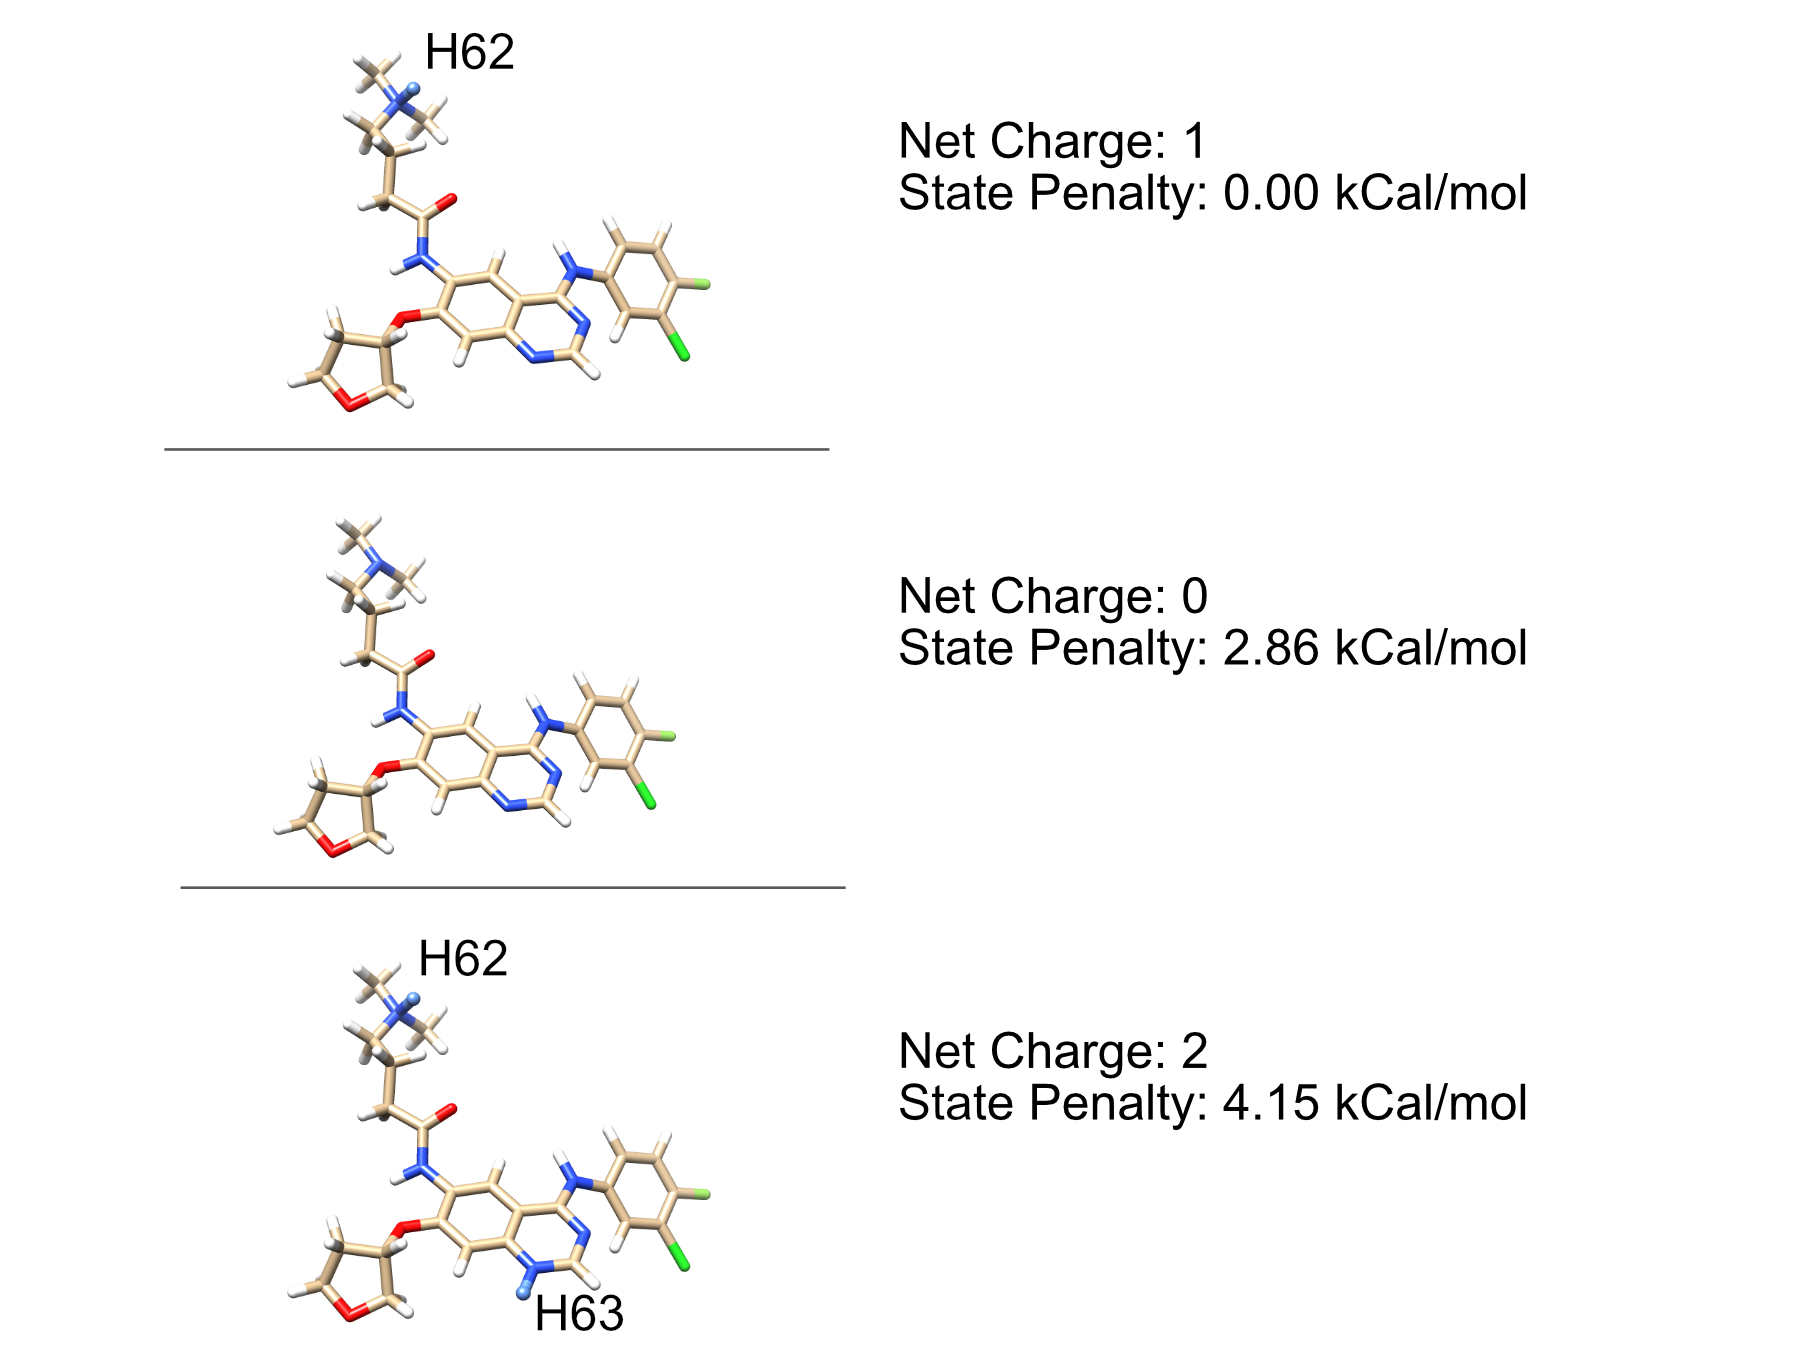 H62
Net Charge: 1
State Penalty: 0.00 kCal/mol
Net Charge: 0
State Penalty: 2.86 kCal/mol
H62
Net Charge: 2
State Penalty: 4.15 kCal/mol
H63